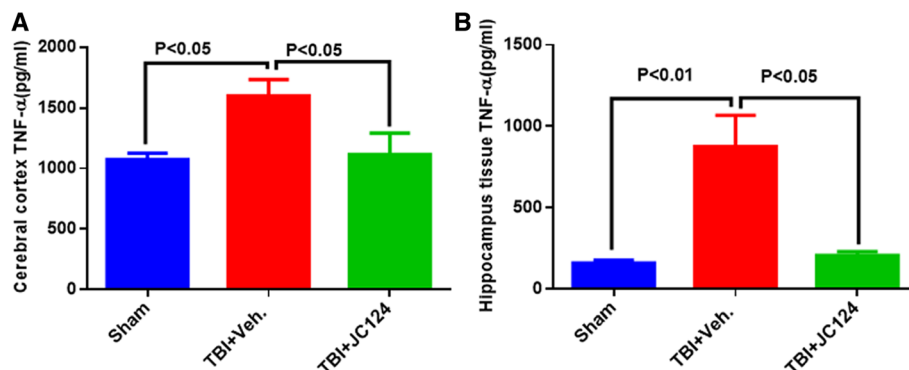 A
Cerebral cortex TNF-α(pg/ml)
2000
1500
1000
500
0
P<0.05
P<0.05
Sham
TBI+Veh.
TBI+JC124
B
Hippocampus tissue TNF-α(pg/ml)
1500
1000
500
0
P<0.01
P<0.05
Sham
TBI+Veh.
TBI+JC124